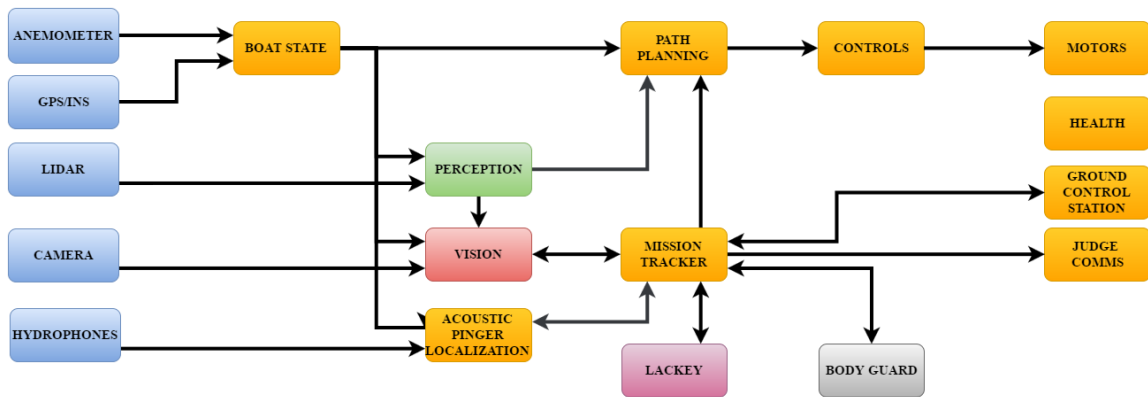 ANEMOMETER
BOAT STATE
PATH
PLANNING
CONTROLS
MOTORS
GPS/INS
HEALTH
LIDAR
PERCEPTION
GROUND
CONTROL
STATION
CAMERA
VISION
MISSION
TRACKER
JUDGE
COMMS
HYDROPHONES
ACOUSTIC
PINGER
LOCALIZATION
LACKEY
BODY GUARD